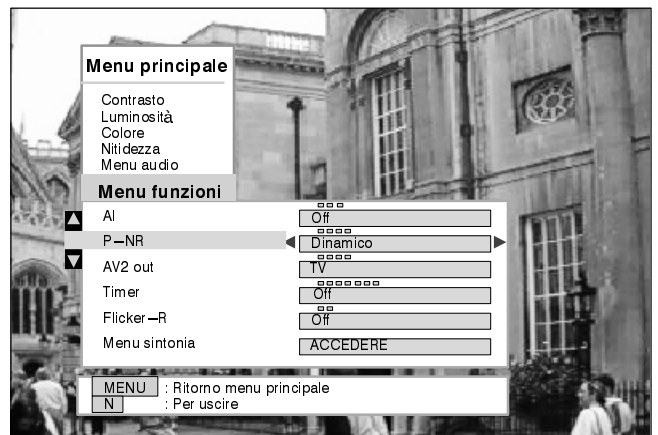 Menu principale
Contrasto
Luminosità
Colore
Nitidezza
Menu audio
Menu funzioni
AI Off
P–NR Dinamico
AV2 out TV
Timer Off
Flicker–R Off
Menu sintonia ACCEDERE
MENU : Ritorno menu principale
N : Per uscire